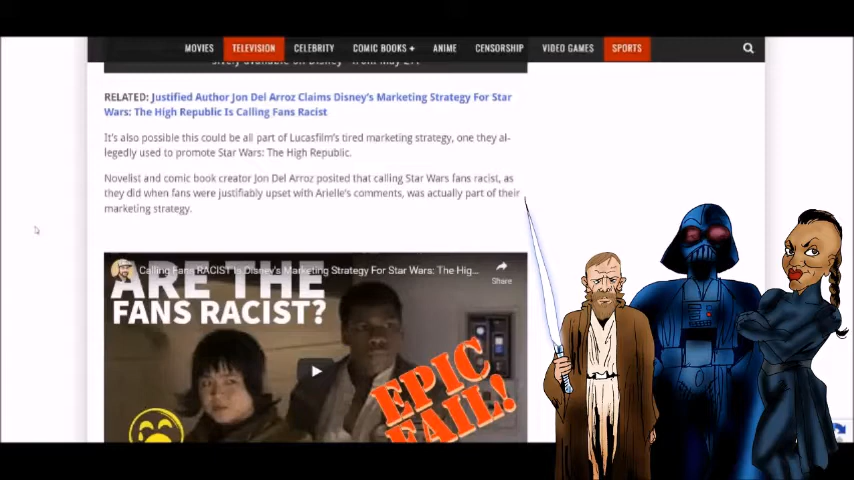 MOVIES TELEVISION CELEBRITY COMIC BOOKS + ANIME CENSORSHIP VIDEO GAMES SPORTS
RELATED: Justified Author Jon Del Arroz Claims Disney's Marketing Strategy For Star
Wars: The High Republic Is Calling Fans Racist
It's also possible this could be all part of Lucasfilm's tired marketing strategy, one they al-
legedly used to promote Star Wars: The High Republic.
Novelist and comic book creator Jon Del Arroz posited that calling Star Wars fans racist, as
they did when fans were justifiably upset with Arielle's comments, was actually part of their
marketing strategy.
Calling Fans RACIST Is Disney's Marketing Strategy For Star Wars: The Hig...
Share
ARE THE
FANS RACIST?
EPIC
FAIL!